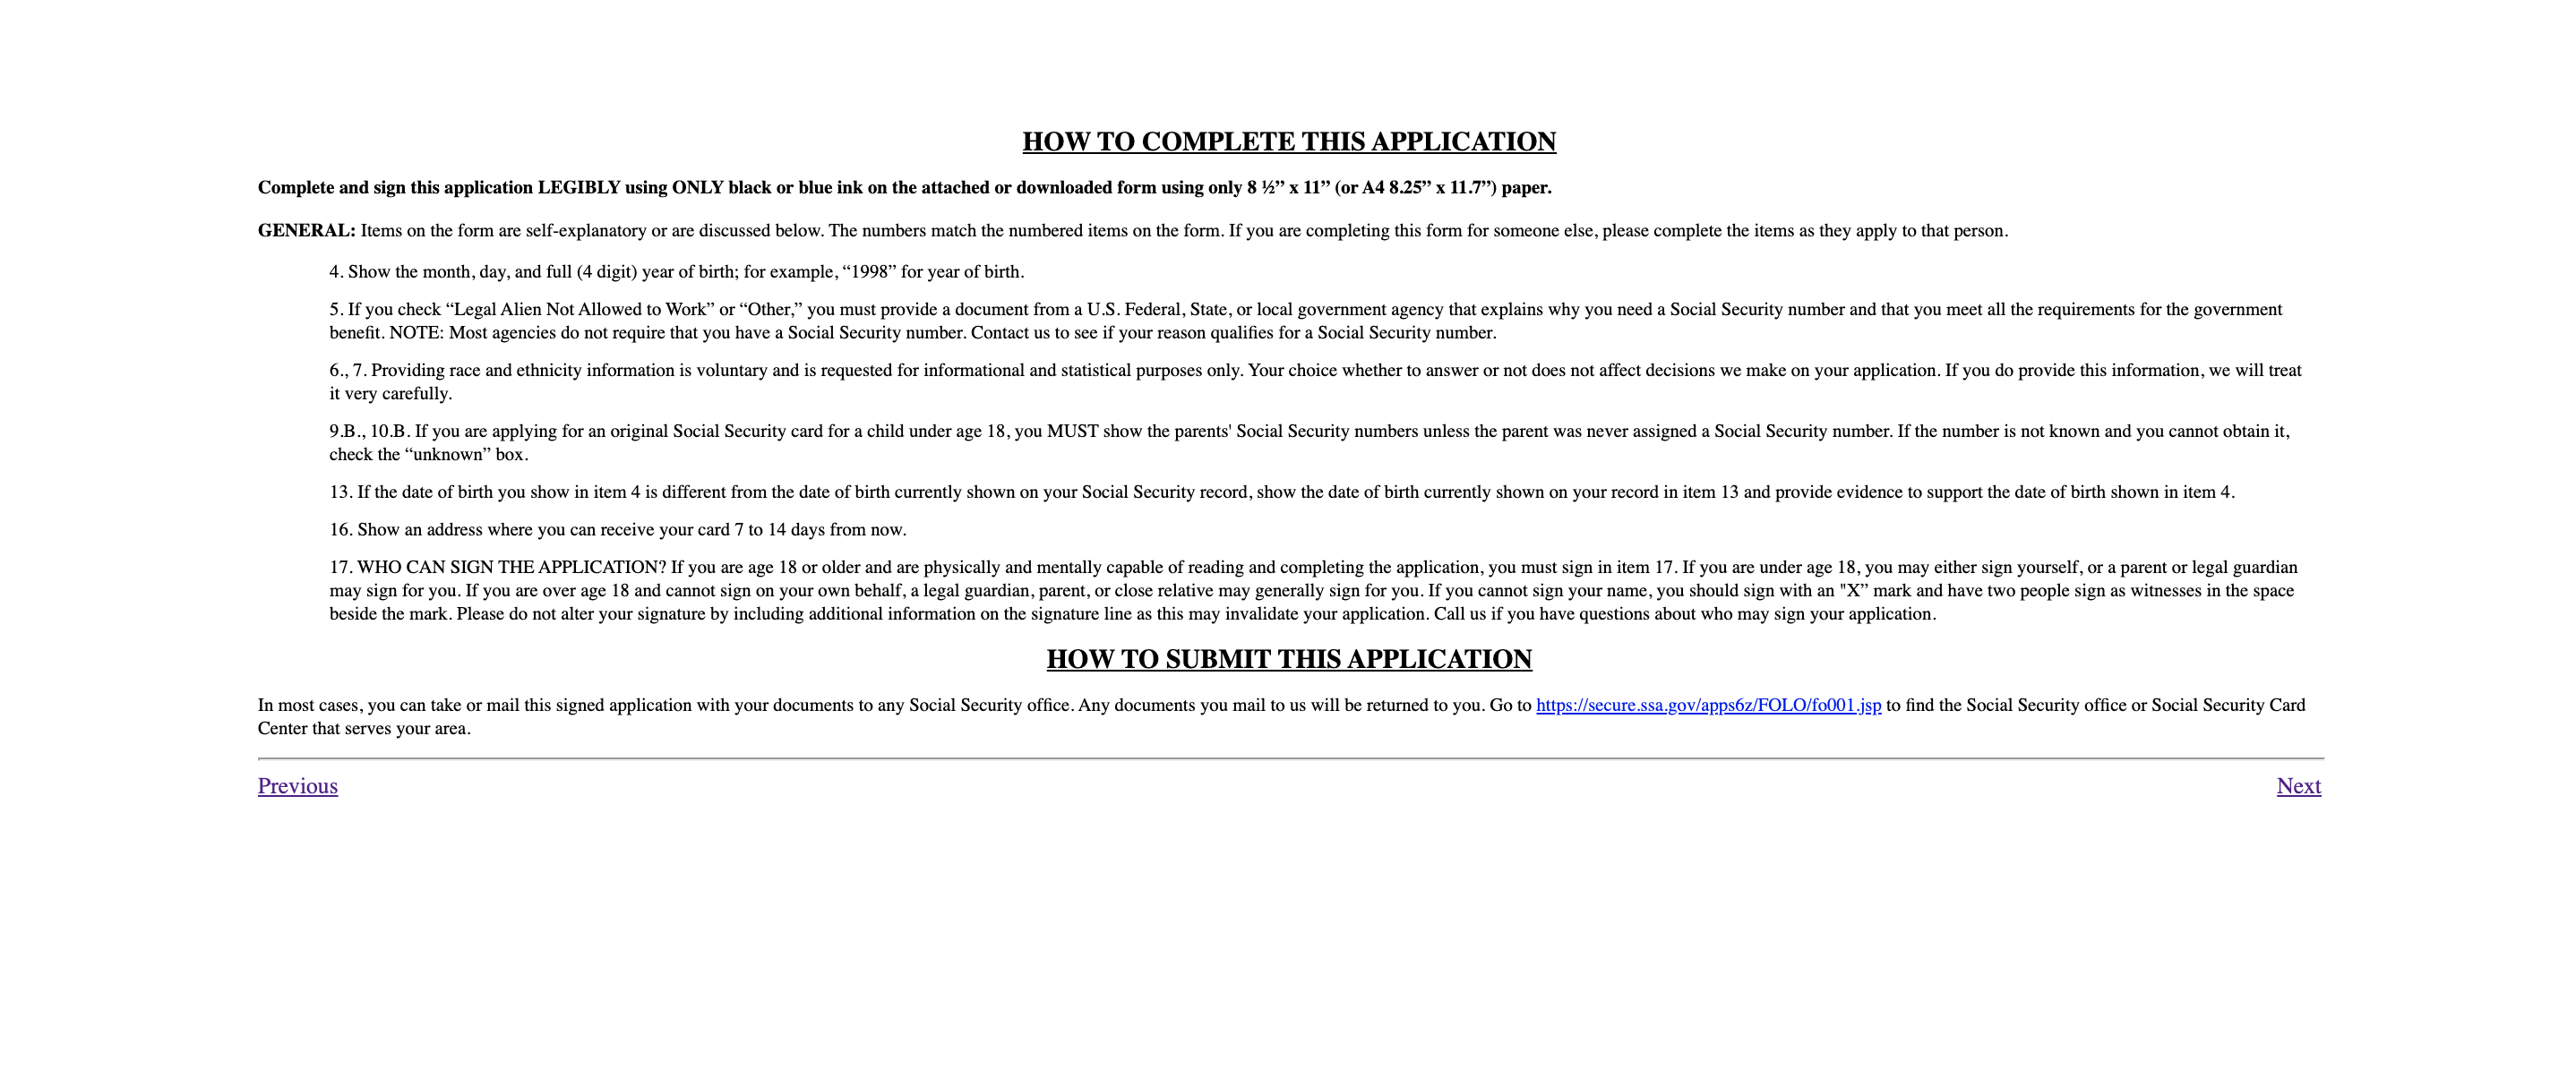 HOW TO COMPLETE THIS APPLICATION
Complete and sign this application LEGIBLY using ONLY black or blue ink on the attached or downloaded form using only 8 ½” x 11” (or A4 8.25” x 11.7”) paper.
GENERAL: Items on the form are self-explanatory or are discussed below. The numbers match the numbered items on the form. If you are completing this form for someone else, please complete the items as they apply to that person.
4. Show the month, day, and full (4 digit) year of birth; for example, “1998” for year of birth.
5. If you check “Legal Alien Not Allowed to Work” or “Other,” you must provide a document from a U.S. Federal, State, or local government agency that explains why you need a Social Security number and that you meet all the requirements for the government
benefit. NOTE: Most agencies do not require that you have a Social Security number. Contact us to see if your reason qualifies for a Social Security number.
6., 7. Providing race and ethnicity information is voluntary and is requested for informational and statistical purposes only. Your choice whether to answer or not does not affect decisions we make on your application. If you do provide this information, we will treat
it very carefully.
9.B., 10.B. If you are applying for an original Social Security card for a child under age 18, you MUST show the parents' Social Security numbers unless the parent was never assigned a Social Security number. If the number is not known and you cannot obtain it,
check the “unknown” box.
13. If the date of birth you show in item 4 is different from the date of birth currently shown on your Social Security record, show the date of birth currently shown on your record in item 13 and provide evidence to support the date of birth shown in item 4.
16. Show an address where you can receive your card 7 to 14 days from now.
17. WHO CAN SIGN THE APPLICATION? If you are age 18 or older and are physically and mentally capable of reading and completing the application, you must sign in item 17. If you are under age 18, you may either sign yourself, or a parent or legal guardian
may sign for you. If you are over age 18 and cannot sign on your own behalf, a legal guardian, parent, or close relative may generally sign for you. If you cannot sign your name, you should sign with an "X” mark and have two people sign as witnesses in the space
beside the mark. Please do not alter your signature by including additional information on the signature line as this may invalidate your application. Call us if you have questions about who may sign your application.
HOW TO SUBMIT THIS APPLICATION
In most cases, you can take or mail this signed application with your documents to any Social Security office. Any documents you mail to us will be returned to you. Go to https://secure.ssa.gov/apps6z/FOLO/fo001.jsp to find the Social Security office or Social Security Card
Center that serves your area.
Previous
Next